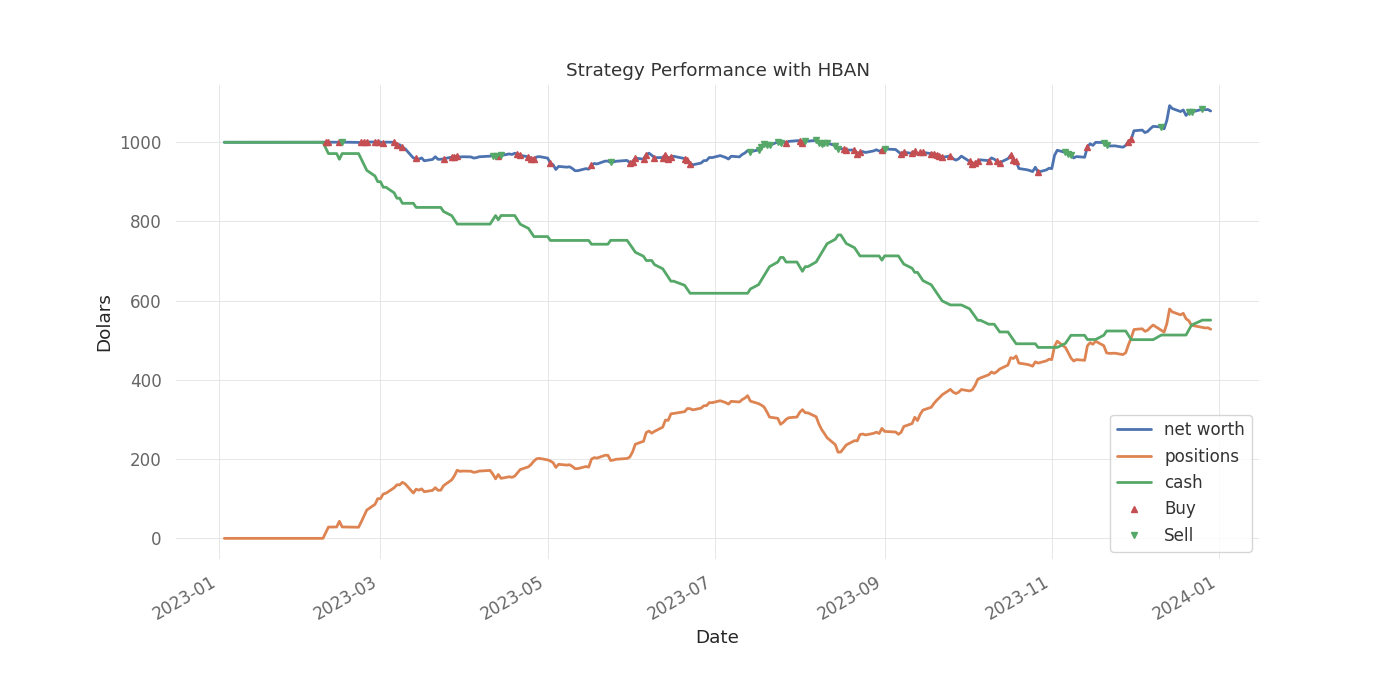 Strategy Performance with HBAN
Dolars
1000
800
600
400
200
0
net worth
positions
cash
Buy
Sell
2023-01
2023-03
2023-05
2023-07
2023-09
2023-11
2024-01
Date